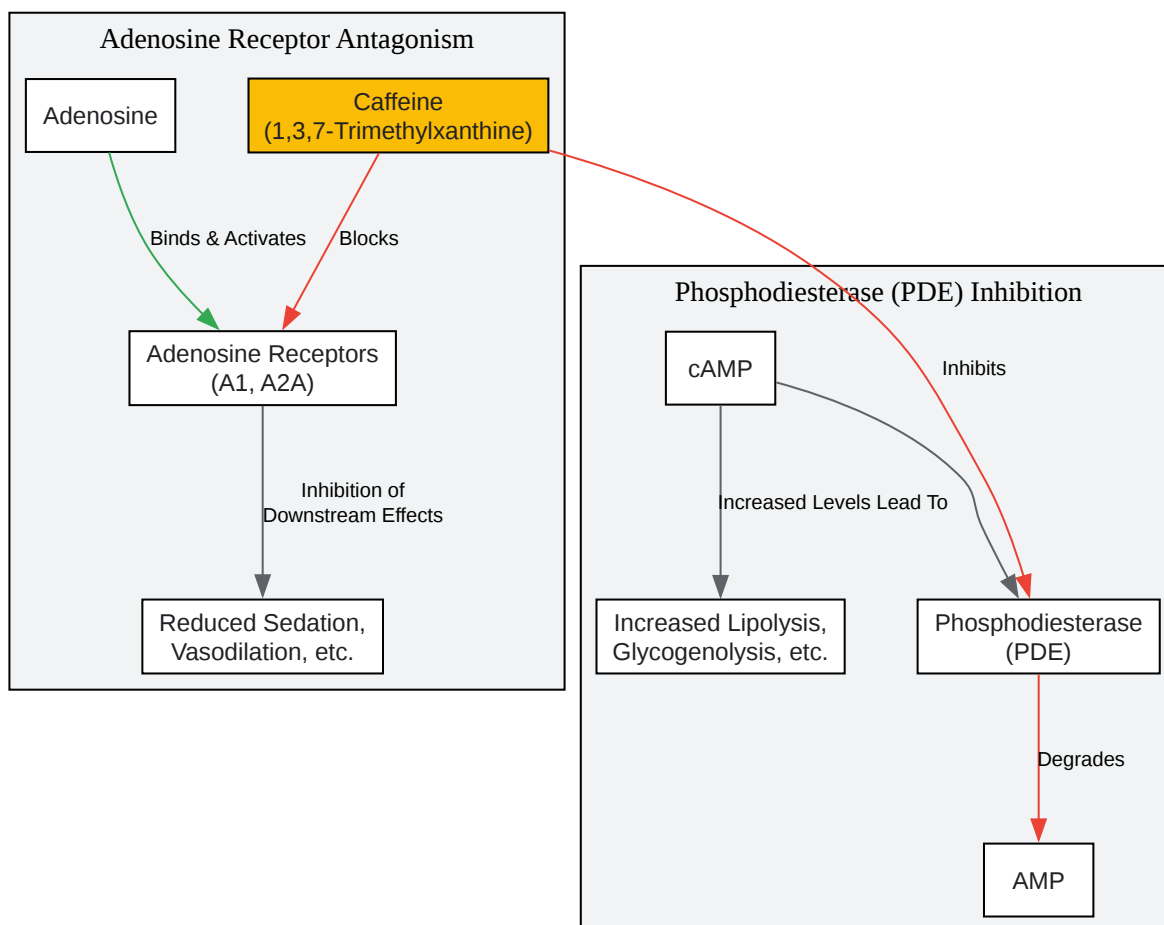 Adenosine Receptor Antagonism
Adenosine
Caffeine
(1,3,7-Trimethylxanthine)
Binds & Activates
Blocks
Adenosine Receptors
(A1, A2A)
Inhibition of
Downstream Effects
Reduced Sedation,
Vasodilation, etc.
Phosphodiesterase (PDE) Inhibition
cAMP
Inhibits
Increased Levels Lead To
Increased Lipolysis,
Glycogenolysis, etc.
Phosphodiesterase
(PDE)
Degrades
AMP